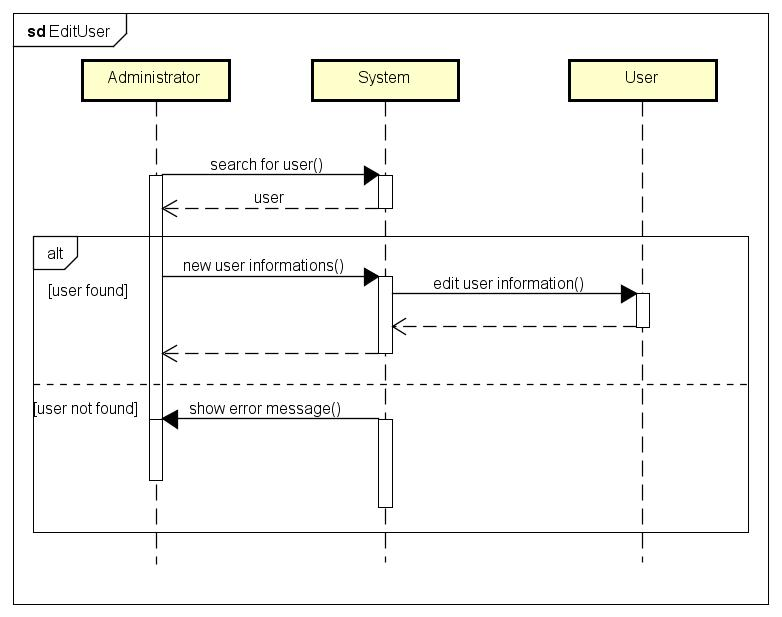 sd EditUser
Administrator
System
User
search for user()
user
alt
new user informations()
[user found]
edit user information()
[user not found]
show error message()